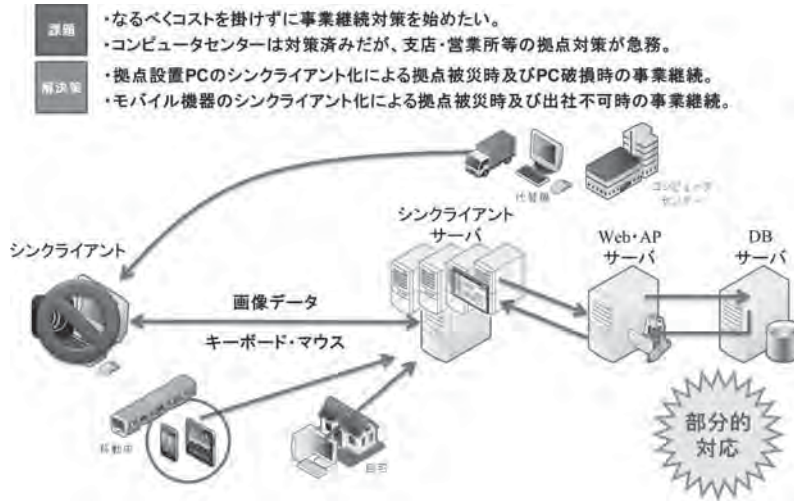 課題
・なるべくコストを掛けずに事業継続対策を始めたい。
・コンピュータセンターは対策済みだが、支店・営業所等の拠点対策が急務。
解決策
・拠点設置PCのシンクライアント化による拠点被災時及びPC破損時の事業継続。
・モバイル機器のシンクライアント化による拠点被災時及び出社不可時の事業継続。
代替機
コンピュータ
センター
シンクライアント
シンクライアント
サーバ
Web・AP
サーバ
DB
サーバ
画像データ
キーボード・マウス
移動中
自宅
部分的
対応